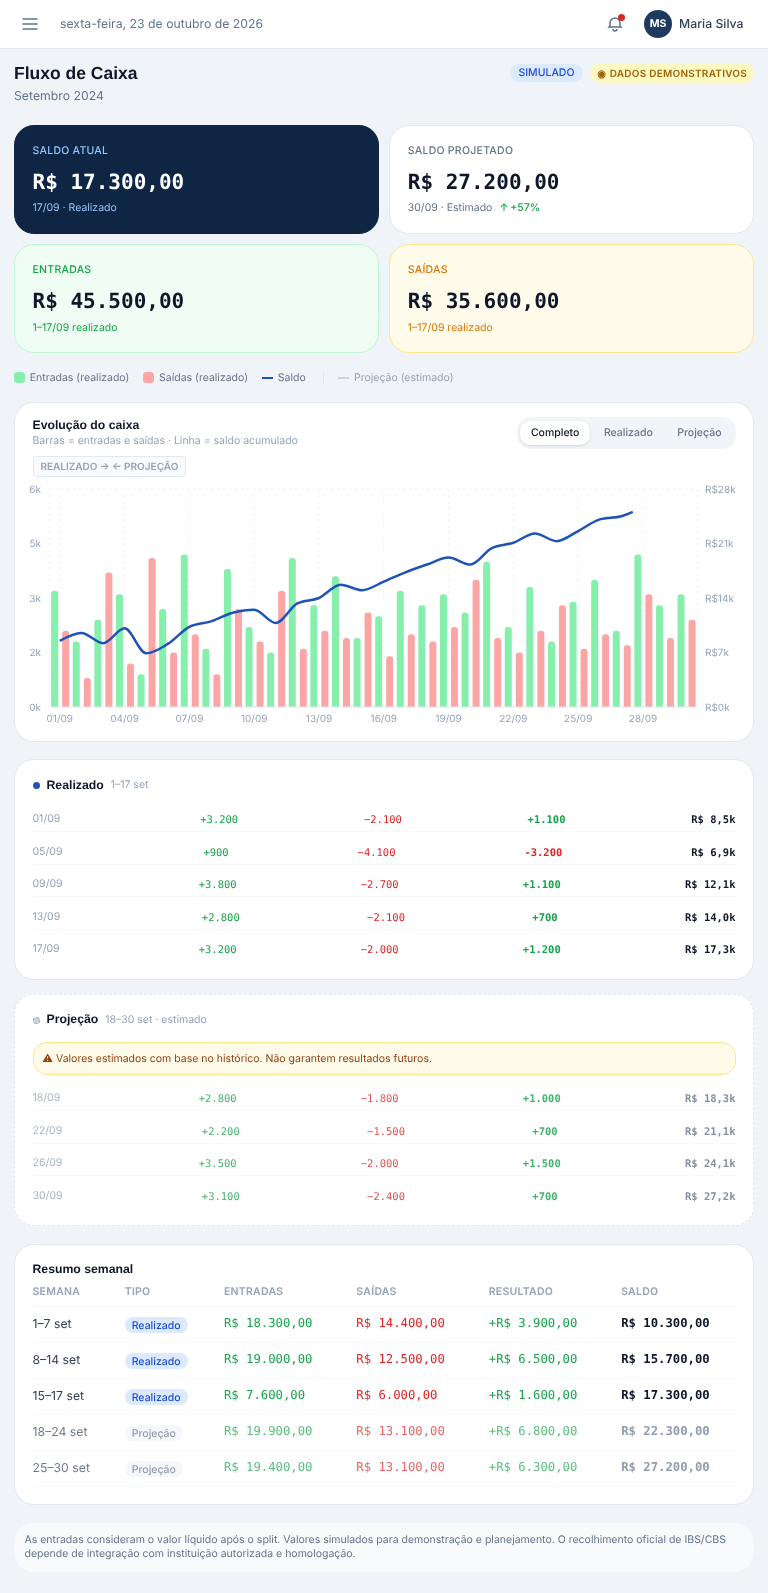 sexta-feira, 23 de outubro de 2026
MS Maria Silva
Fluxo de Caixa
SIMULADO ◉ DADOS DEMONSTRATIVOS
Setembro 2024
SALDO ATUAL
R$ 17.300,00
17/09 · Realizado
SALDO PROJETADO
R$ 27.200,00
30/09 · Estimado ↑ +57%
ENTRADAS
R$ 45.500,00
1–17/09 realizado
SAÍDAS
R$ 35.600,00
1–17/09 realizado
Entradas (realizado) Saídas (realizado) Saldo Projeção (estimado)
Evolução do caixa
Barras = entradas e saídas · Linha = saldo acumulado
Completo Realizado Projeção
REALIZADO → ← PROJEÇÃO
6k R$28k
5k R$21k
3k R$14k
2k R$7k
0k R$0k
01/09 04/09 07/09 10/09 13/09 16/09 19/09 22/09 25/09 28/09
Realizado 1–17 set
01/09 +3.200 −2.100 +1.100 R$ 8,5k
05/09 +900 −4.100 -3.200 R$ 6,9k
09/09 +3.800 −2.700 +1.100 R$ 12,1k
13/09 +2.800 −2.100 +700 R$ 14,0k
17/09 +3.200 −2.000 +1.200 R$ 17,3k
Projeção 18–30 set · estimado
⚠ Valores estimados com base no histórico. Não garantem resultados futuros.
18/09 +2.800 −1.800 +1.000 R$ 18,3k
22/09 +2.200 −1.500 +700 R$ 21,1k
26/09 +3.500 −2.000 +1.500 R$ 24,1k
30/09 +3.100 −2.400 +700 R$ 27,2k
Resumo semanal
SEMANA TIPO ENTRADAS SAÍDAS RESULTADO SALDO
1–7 set Realizado R$ 18.300,00 R$ 14.400,00 +R$ 3.900,00 R$ 10.300,00
8–14 set Realizado R$ 19.000,00 R$ 12.500,00 +R$ 6.500,00 R$ 15.700,00
15–17 set Realizado R$ 7.600,00 R$ 6.000,00 +R$ 1.600,00 R$ 17.300,00
18–24 set Projeção R$ 19.900,00 R$ 13.100,00 +R$ 6.800,00 R$ 22.300,00
25–30 set Projeção R$ 19.400,00 R$ 13.100,00 +R$ 6.300,00 R$ 27.200,00
As entradas consideram o valor líquido após o split. Valores simulados para demonstração e planejamento. O recolhimento oficial de IBS/CBS
depende de integração com instituição autorizada e homologação.